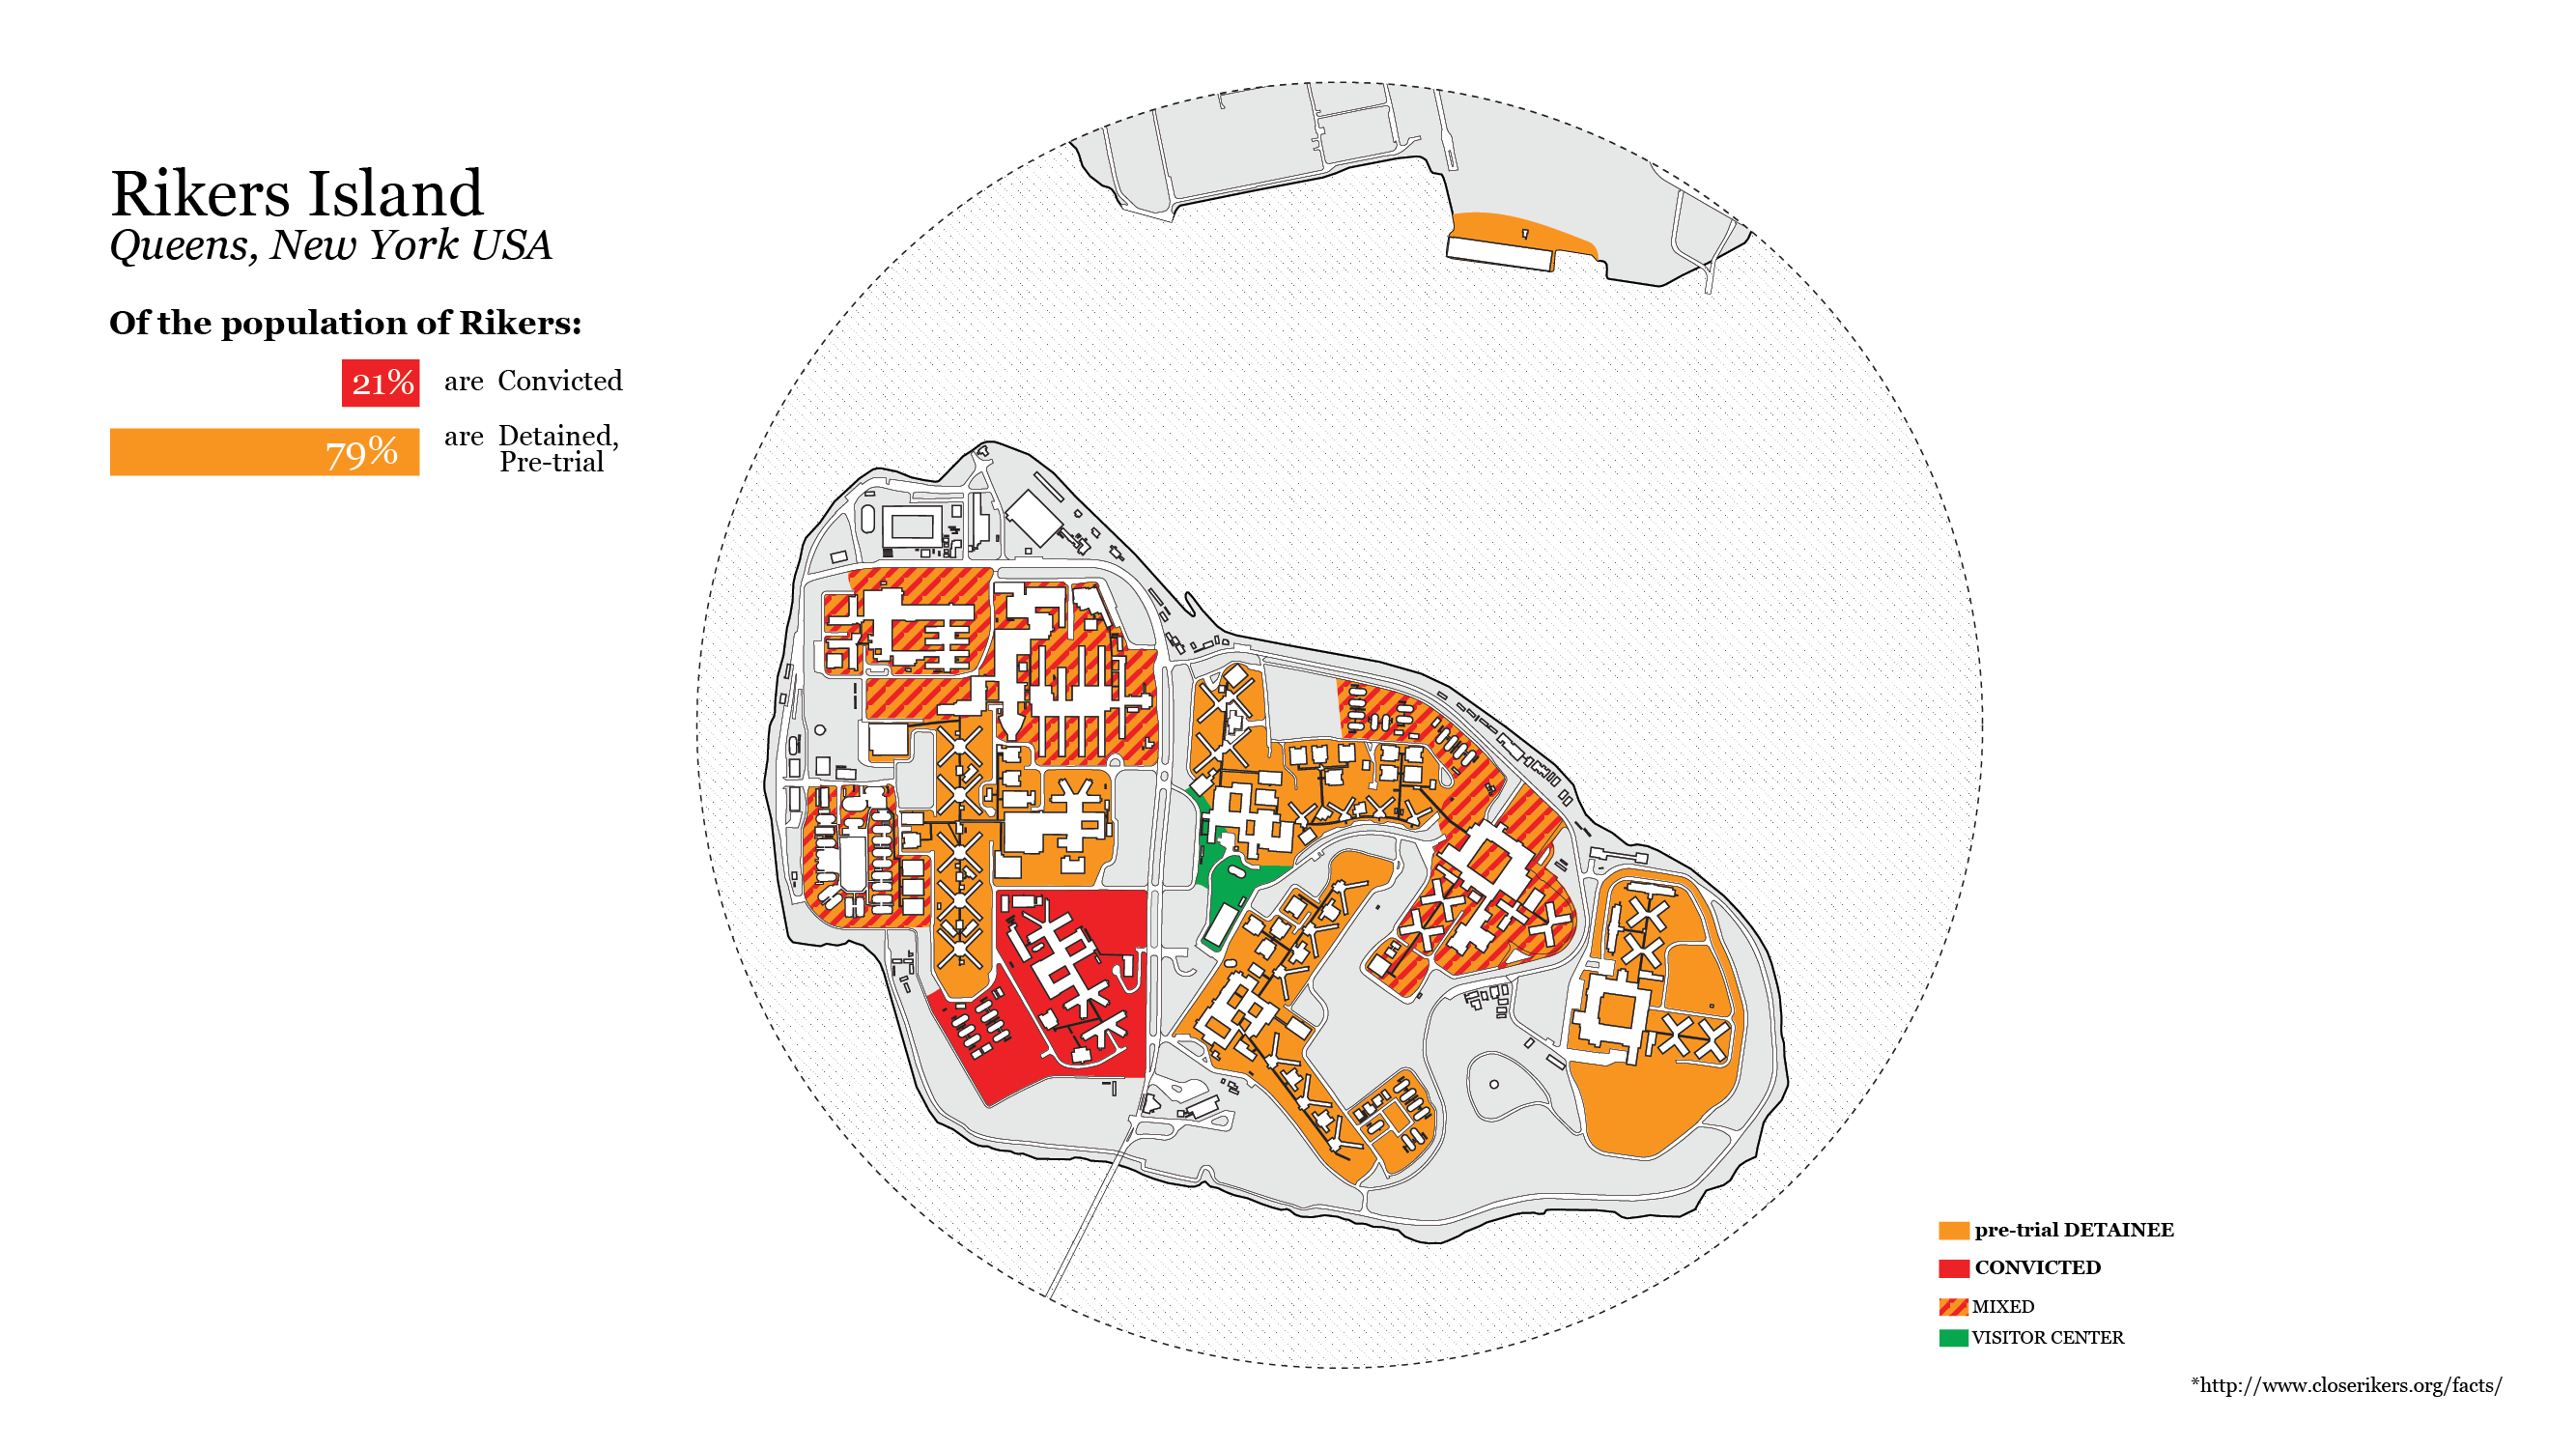 Rikers Island
Queens, New York USA
Of the population of Rikers:
21% are Convicted
79% are Detained,
Pre-trial
pre-trial DETAINEE
CONVICTED
MIXED
VISITOR CENTER
*http://www.closerikers.org/facts/